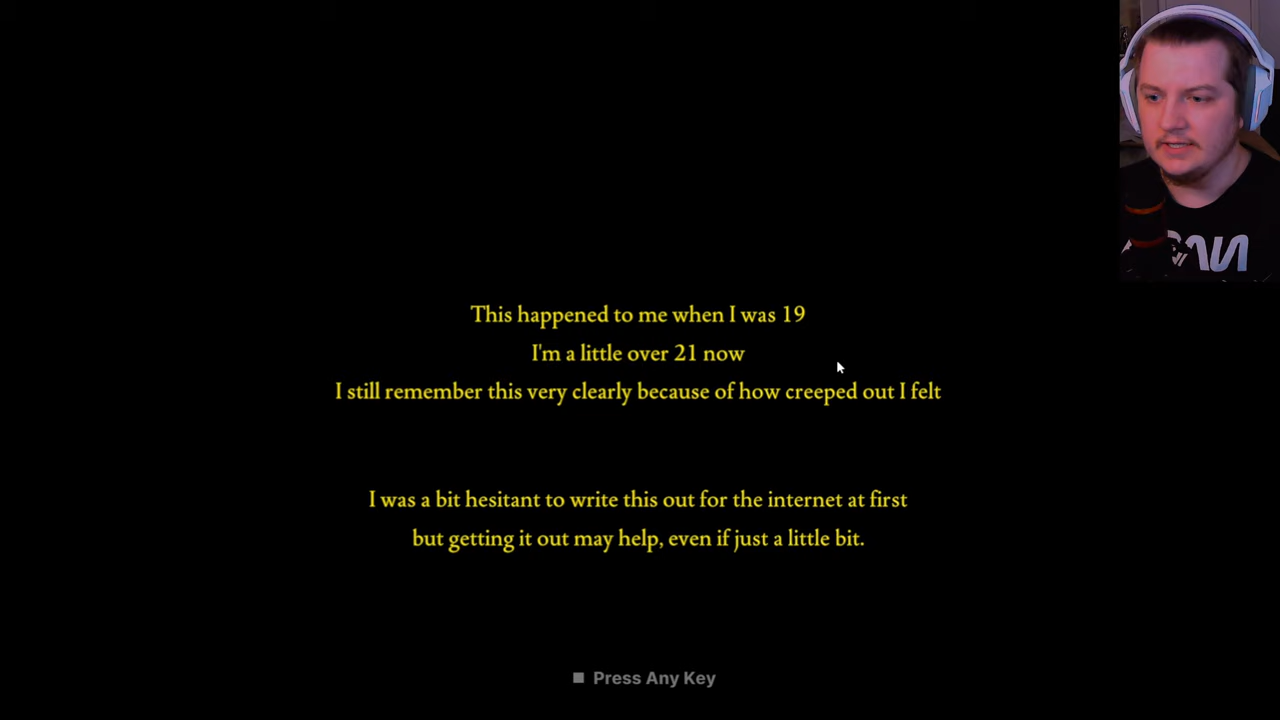 This happened to me when I was 19
I'm a little over 21 now
I still remember this very clearly because of how creeped out I felt
I was a bit hesitant to write this out for the internet at first
but getting it out may help, even if just a little bit.
Press Any Key